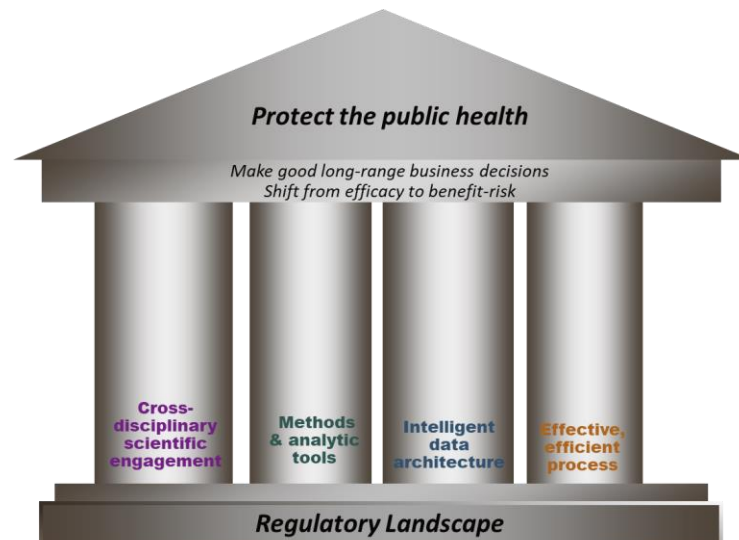 Protect the public health
Make good long-range business decisions
Shift from efficacy to benefit-risk
Cross-
disciplinary
scientific
engagement
Methods
& analytic
tools
Intelligent
data
architecture
Effective,
efficient
process
Regulatory Landscape